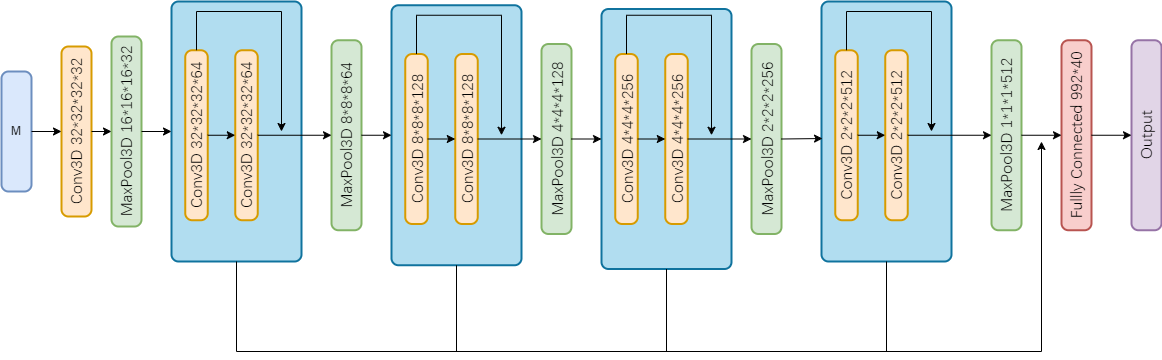 M
Conv3D 32*32*32*32
MaxPool3D 16*16*16*32
Conv3D 32*32*32*64
Conv3D 32*32*32*64
MaxPool3D 8*8*8*64
Conv3D 8*8*8*128
Conv3D 8*8*8*128
MaxPool3D 4*4*4*128
Conv3D 4*4*4*256
Conv3D 4*4*4*256
MaxPool3D 2*2*2*256
Conv3D 2*2*2*512
Conv3D 2*2*2*512
MaxPool3D 1*1*1*512
Fullly Connected 992*40
Output